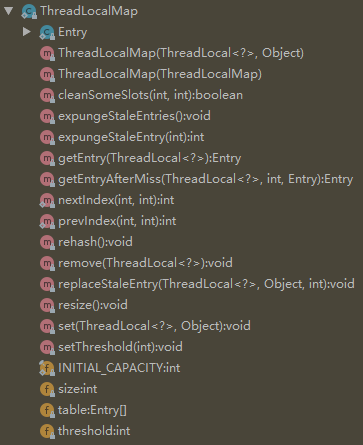 ThreadLocalMap
Entry
ThreadLocalMap(ThreadLocal<?>, Object)
ThreadLocalMap(ThreadLocalMap)
cleanSomeSlots(int, int):boolean
expungeStaleEntries():void
expungeStaleEntry(int):int
getEntry(ThreadLocal<?>):Entry
getEntryAfterMiss(ThreadLocal<?>, int, Entry):Entry
nextIndex(int, int):int
prevIndex(int, int):int
rehash():void
remove(ThreadLocal<?>):void
replaceStaleEntry(ThreadLocal<?>, Object, int):void
resize():void
set(ThreadLocal<?>, Object):void
setThreshold(int):void
INITIAL_CAPACITY:int
size:int
table:Entry[]
threshold:int